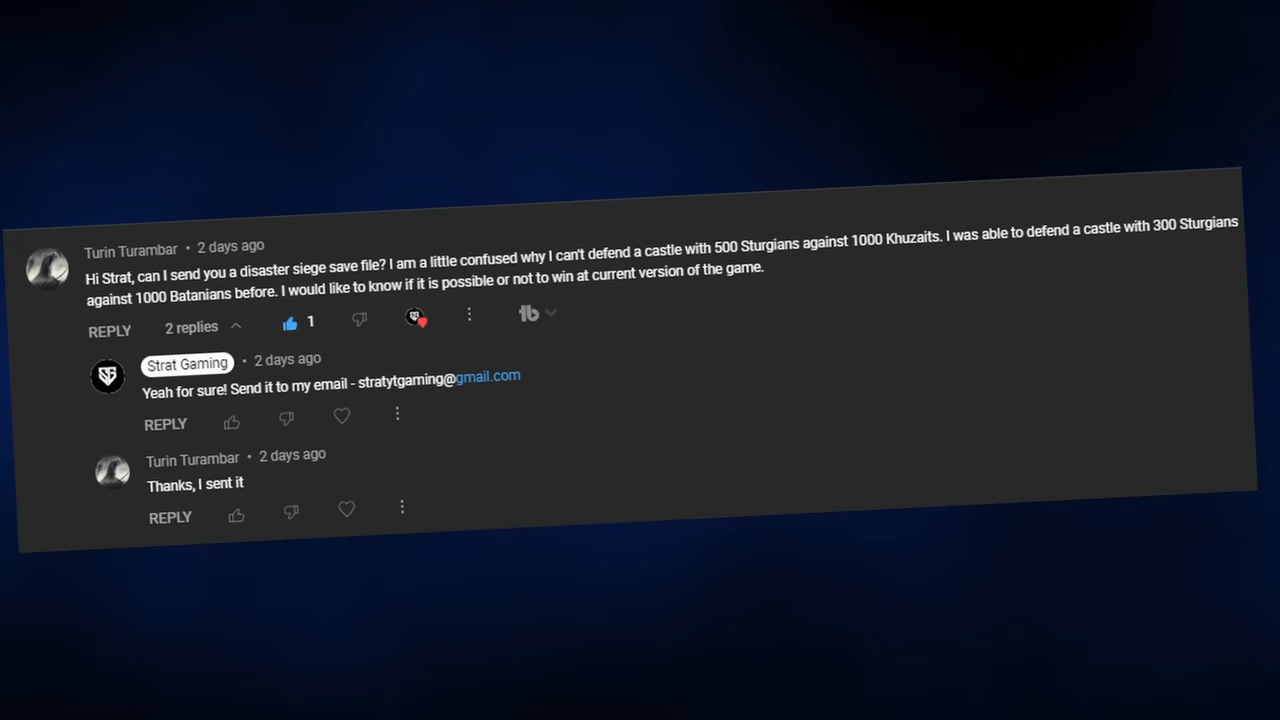 Turin Turambar • 2 days ago
Hi Strat, can I send you a disaster siege save file? I am a little confused why I can't defend a castle with 500 Sturgians against 1000 Khuzaits. I was able to defend a castle with 300 Sturgians
against 1000 Batanians before. I would like to know if it is possible or not to win at current version of the game.
REPLY 2 replies 1 tb
Strat Gaming • 2 days ago
Yeah for sure! Send it to my email - stratytgaming@gmail.com
REPLY
Turin Turambar • 2 days ago
Thanks, I sent it
REPLY